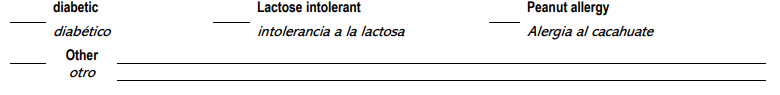 diabetic Lactose intolerant Peanut allergy
diabético intolerancia a la lactosa Alergia al cacahuate
Other
otro